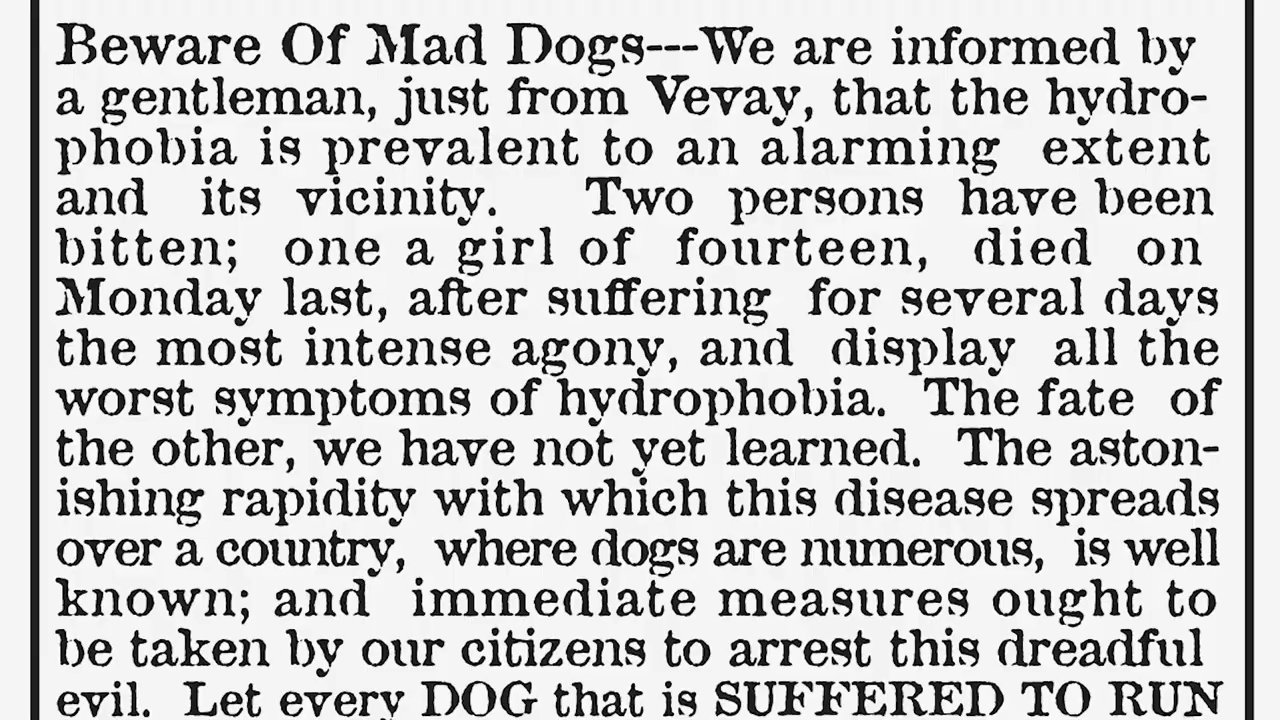 Beware Of Mad Dogs---We are informed by
a gentleman, just from Vevay, that the hydro-
phobia is prevalent to an alarming extent
and its vicinity. Two persons have been
bitten; one a girl of fourteen, died on
Monday last, after suffering for several days
the most intense agony, and display all the
worst symptoms of hydrophobia. The fate of
the other, we have not yet learned. The aston-
ishing rapidity with which this disease spreads
over a country, where dogs are numerous, is well
known; and immediate measures ought to
be taken by our citizens to arrest this dreadful
evil. Let every DOG that is SUFFERED TO RUN